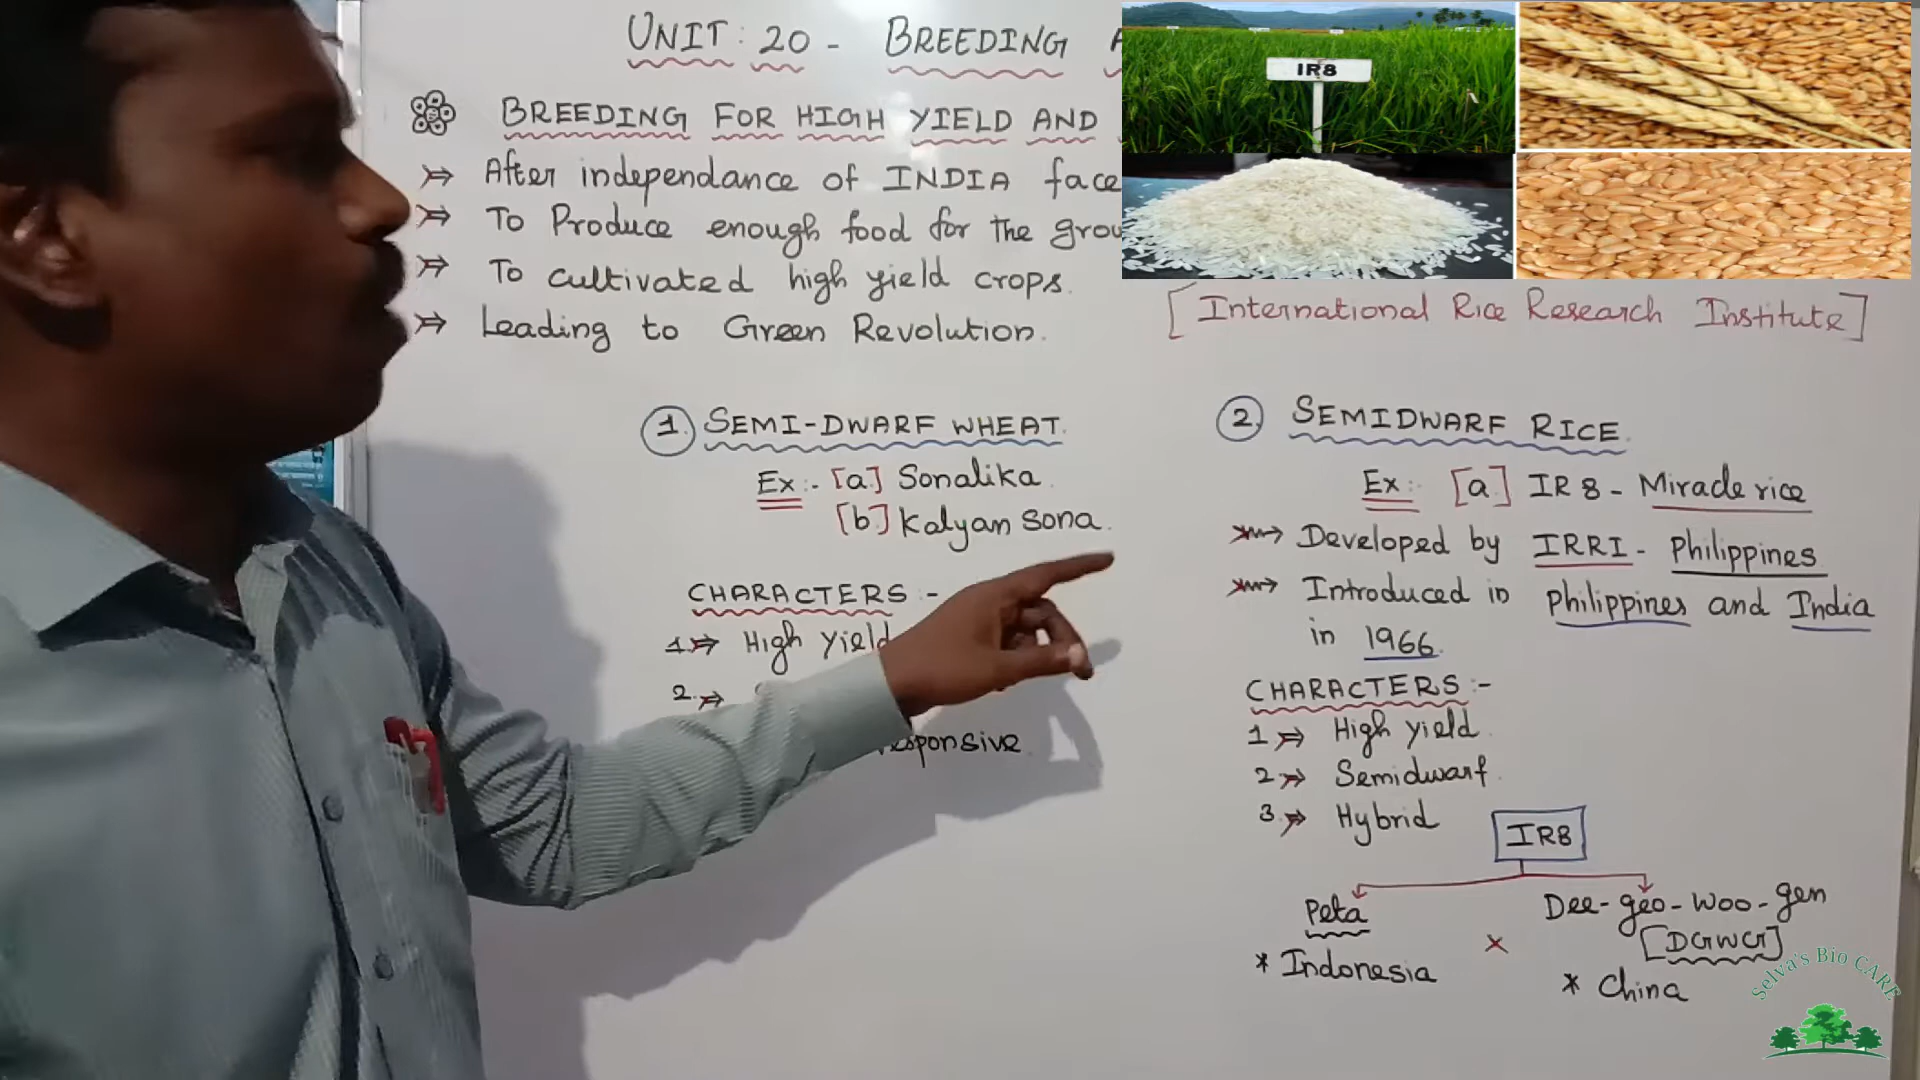 UNIT: 20 - BREEDING
BREEDING FOR HIGH YIELD AND
After independance of INDIA face
To Produce enough food for the grou
To cultivated high yield crops.
Leading to Green Revolution.
IR8
[International Rice Research Institute]
1. SEMI-DWARF WHEAT.
Ex:- [a.] Sonalika
[b.] Kalyan Sona.
CHARACTERS:-
1. High yield
2.
responsive
2. SEMIDWARF RICE.
Ex:- [a.] IR 8 - Miracle rice
Developed by IRRI - Philippines
Introduced in Philippines and India
in 1966.
CHARACTERS:-
1 High yield.
2 Semidwarf.
3 Hybrid
IR8
Peta × Dee-geo-Woo-gen
[DGWG]
* Indonesia
* China
Selva's Bio CARE